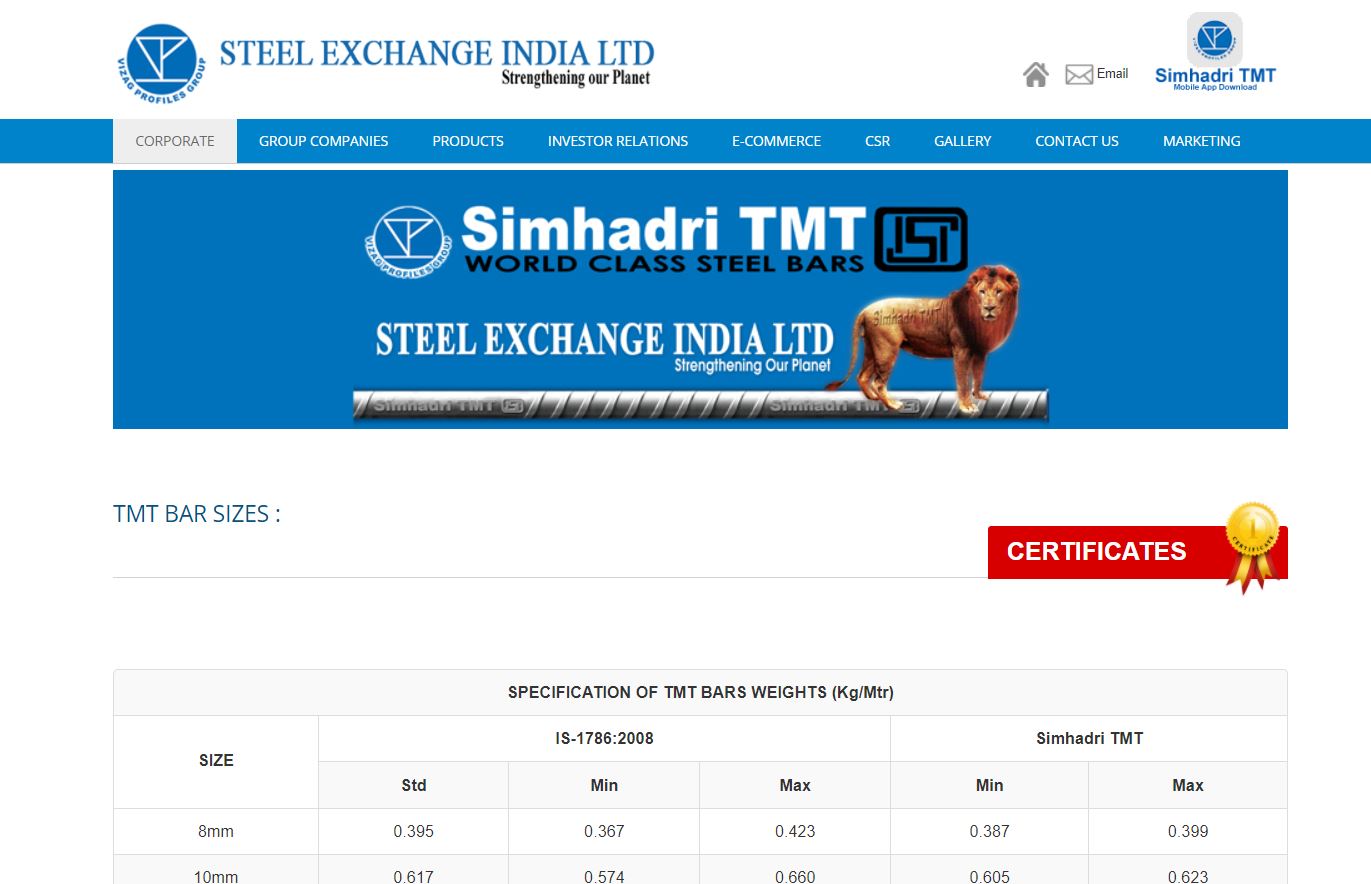 VIZAG PROFILES GROUP
STEEL EXCHANGE INDIA LTD
Strengthening our Planet
Email
Simhadri TMT
Mobile App Download
CORPORATE GROUP COMPANIES PRODUCTS INVESTOR RELATIONS E-COMMERCE CSR GALLERY CONTACT US MARKETING
VIZAG PROFILES GROUP
Simhadri TMT
WORLD CLASS STEEL BARS
STEEL EXCHANGE INDIA LTD
Strengthening Our Planet
Simhadri TMT
Simhadri TMT Simhadri TMT
TMT BAR SIZES :
CERTIFICATES
1
CERTIFICATE
SPECIFICATION OF TMT BARS WEIGHTS (Kg/Mtr)
SIZE IS-1786:2008 Simhadri TMT
Std Min Max Min Max
8mm 0.395 0.367 0.423 0.387 0.399
10mm 0.617 0.574 0.660 0.605 0.623